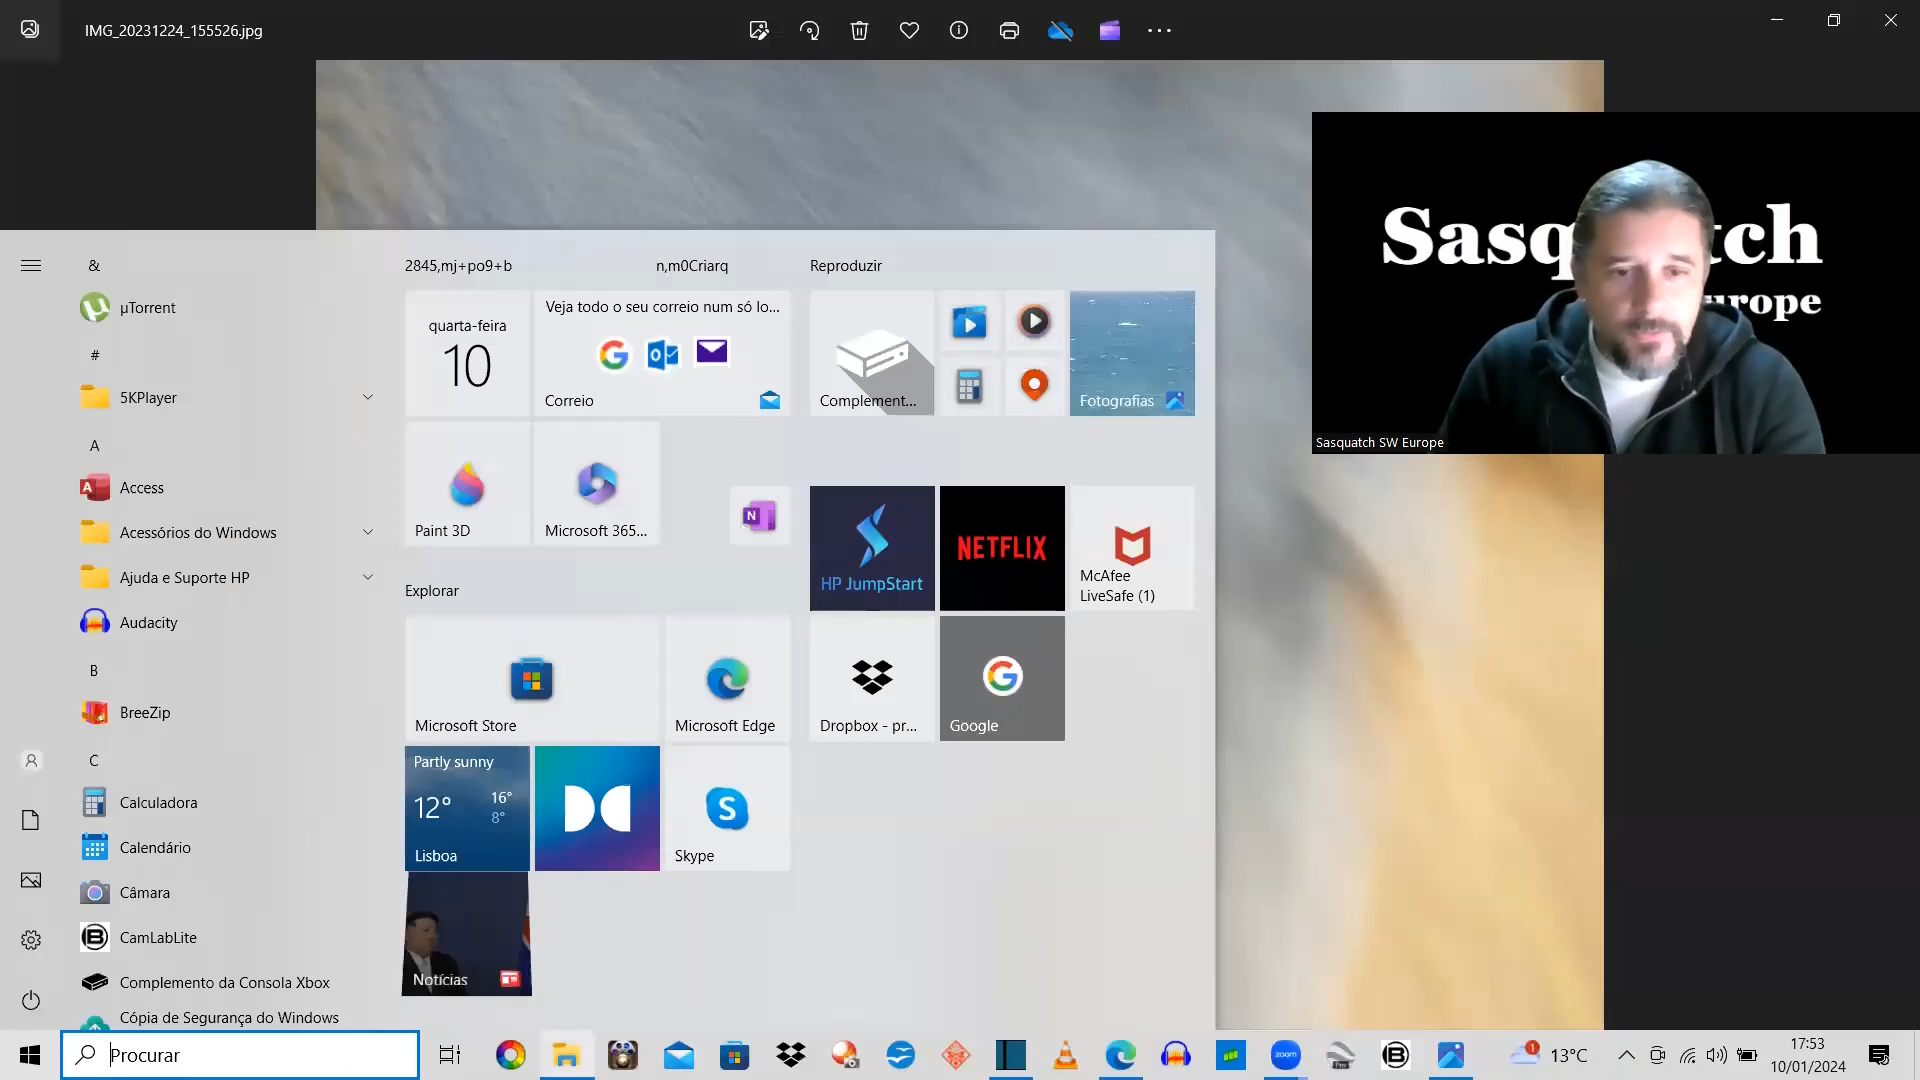 IMG_20231224_155526.jpg
Sasq tch
urope
Sasquatch SW Europe
&
µTorrent
#
5KPlayer
A
Access
Acessórios do Windows
Ajuda e Suporte HP
Audacity
B
BreeZip
C
Calculadora
Calendário
Câmara
CamLabLite
Complemento da Consola Xbox
Cópia de Segurança do Windows
2845,mj+po9+b
n,m0Criarq
quarta-feira
10
Veja todo o seu correio num só lo...
Correio
Paint 3D
Microsoft 365...
Explorar
Microsoft Store
Microsoft Edge
Partly sunny
12°
16°
8°
Lisboa
Skype
Notícias
Reproduzir
Complement...
Fotografias
HP JumpStart
NETFLIX
McAfee
LiveSafe (1)
Dropbox - pr...
Google
Procurar
zoom
Pro
1
13°C
17:53
10/01/2024